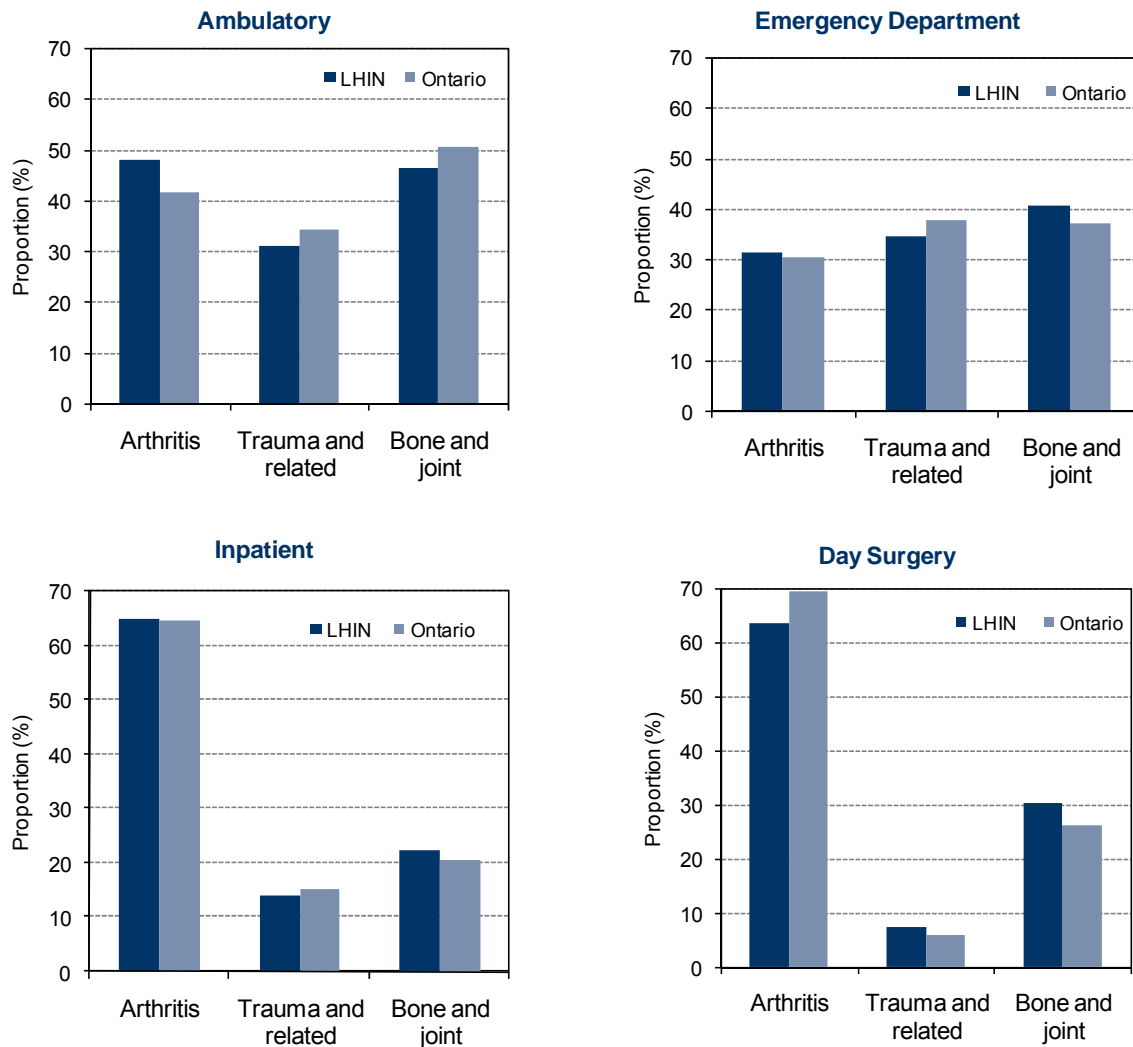 Ambulatory
70
60
50
40
30
20
10
0
Proportion (%)
LHIN Ontario
Arthritis Trauma and Bone and
related joint
Emergency Department
70
60
50
40
30
20
10
0
Proportion (%)
LHIN Ontario
Arthritis Trauma and Bone and
related joint
Inpatient
70
60
50
40
30
20
10
0
Proportion (%)
LHIN Ontario
Arthritis Trauma and Bone and
related joint
Day Surgery
70
60
50
40
30
20
10
0
Proportion (%)
LHIN Ontario
Arthritis Trauma and Bone and
related joint